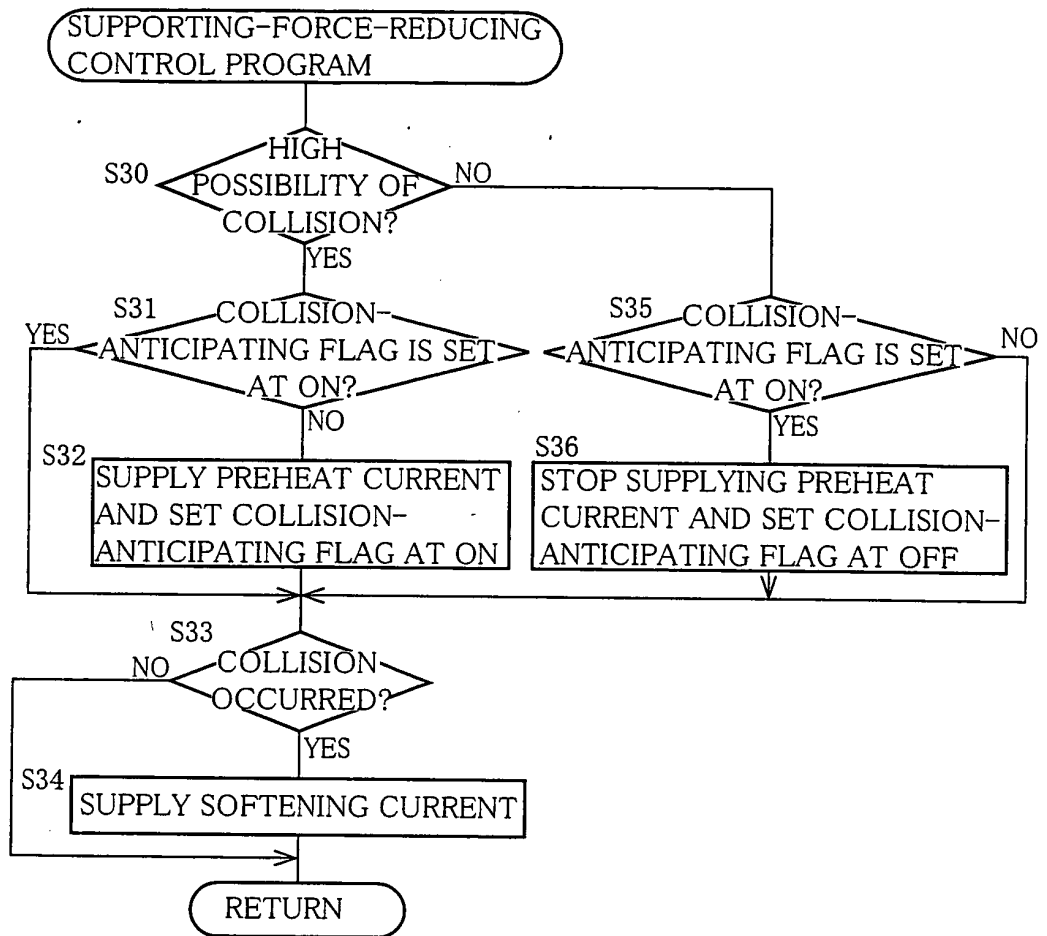 SUPPORTING-FORCE-REDUCING
CONTROL PROGRAM
S30
HIGH
POSSIBILITY OF
COLLISION?
NO
YES
S31
COLLISION-
ANTICIPATING FLAG IS SET
AT ON?
YES
NO
S35
COLLISION-
ANTICIPATING FLAG IS SET
AT ON?
NO
YES
S32
SUPPLY PREHEAT CURRENT
AND SET COLLISION-
ANTICIPATING FLAG AT ON
S36
STOP SUPPLYING PREHEAT
CURRENT AND SET COLLISION-
ANTICIPATING FLAG AT OFF
S33
COLLISION
OCCURRED?
NO
YES
S34
SUPPLY SOFTENING CURRENT
RETURN